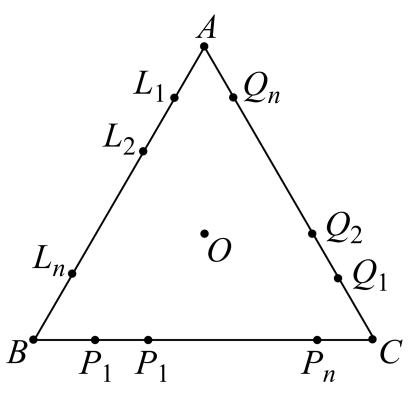 A
L₁ Qₙ
L₂
Q₂
O
Lₙ Q₁
B P₁ P₁ Pₙ C